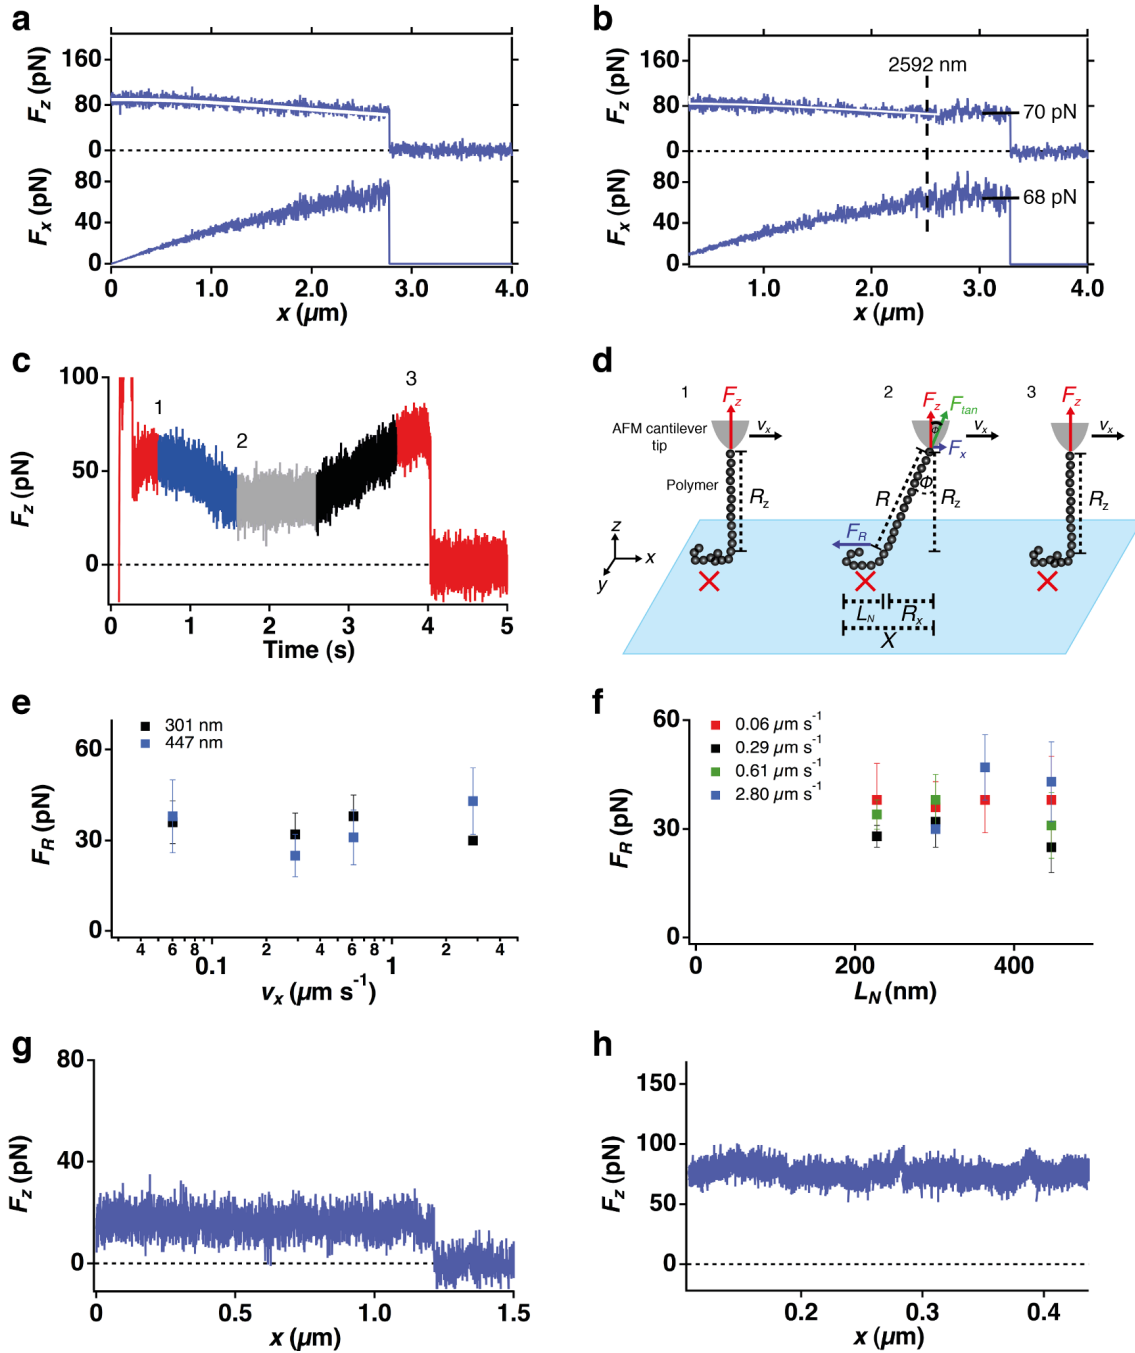 a
F_z (pN)
160
80
0
F_x (pN)
80
40
0
0 1.0 2.0 3.0 4.0
x (µm)
b
F_z (pN)
160
80
0
2592 nm
70 pN
F_x (pN)
80
40
0
68 pN
1.0 2.0 3.0 4.0
x (µm)
c
F_z (pN)
100
50
0
1
2
3
0 1 2 3 4 5
Time (s)
d
1 2 3
F_z F_z F_tan F_z
AFM cantilever
tip
v_x Φ F_x v_x v_x
Polymer
R_z R Φ R_z R_z
F_R
z
x
y
L_N R_x
X
e
301 nm
447 nm
F_R (pN)
60
30
0
4 6 8 0.1 2 4 6 8 1 2 4
v_x (µm s⁻¹)
f
0.06 µm s⁻¹
0.29 µm s⁻¹
0.61 µm s⁻¹
2.80 µm s⁻¹
F_R (pN)
60
30
0
0 200 400
L_N (nm)
g
F_z (pN)
80
40
0
0 0.5 1.0 1.5
x (µm)
h
F_z (pN)
150
100
50
0
0.2 0.3 0.4
x (µm)